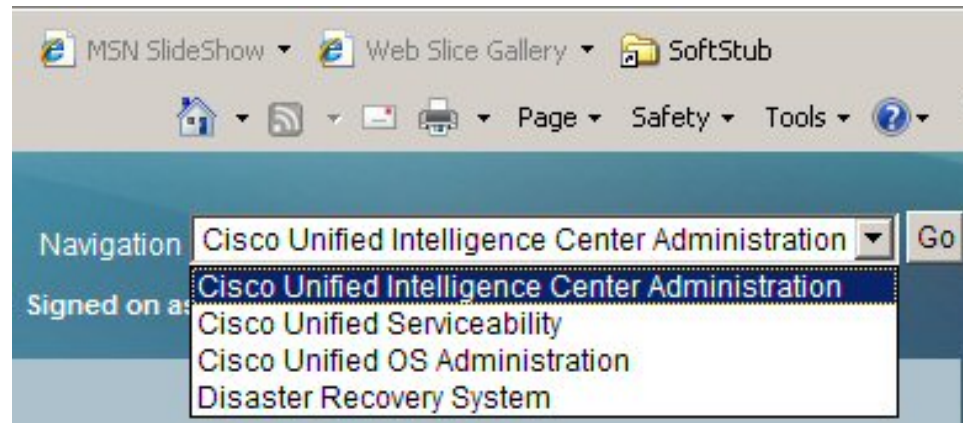 MSN SlideShow Web Slice Gallery SoftStub
Page Safety Tools
Navigation Cisco Unified Intelligence Center Administration Go
Signed on as
Cisco Unified Intelligence Center Administration
Cisco Unified Serviceability
Cisco Unified OS Administration
Disaster Recovery System